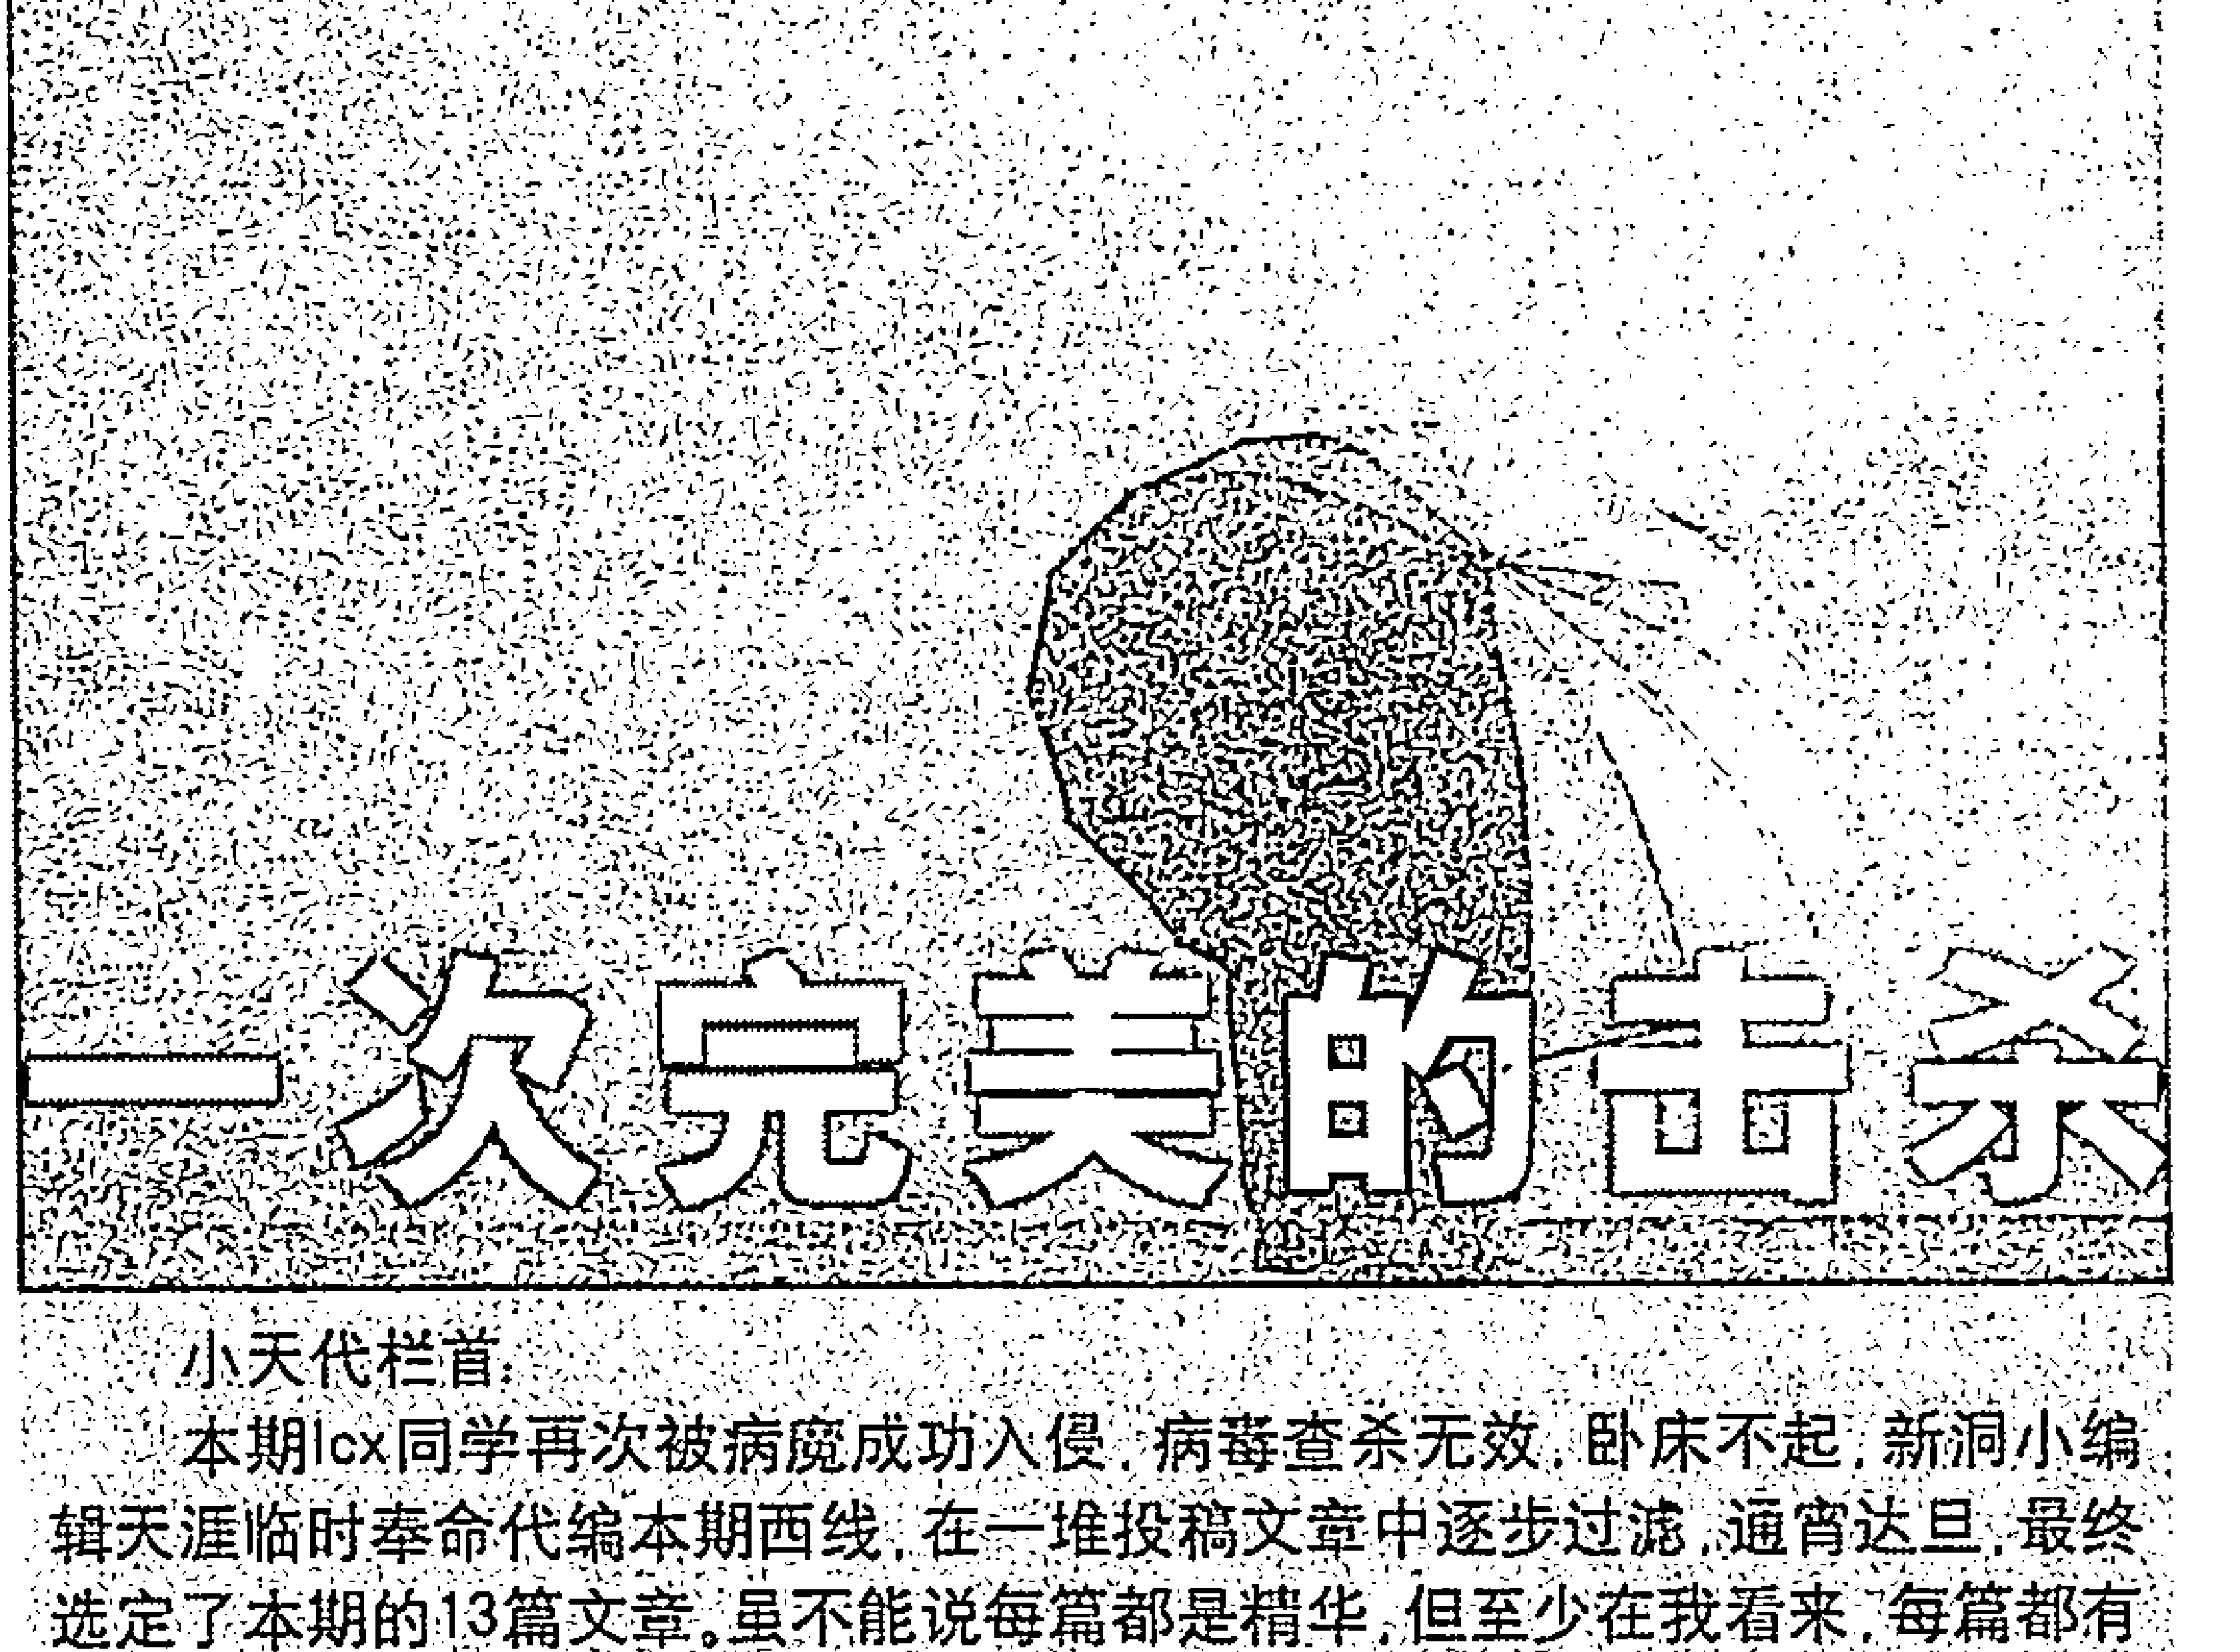 一次完美的击杀
小天代栏首:
本期lcx同学再次被病魔成功入侵,病毒查杀无效,卧床不起,新洞小编
辑天涯临时奉命代编本期西线,在一堆投稿文章中逐步过滤,通宵达旦,最终
选定了本期的13篇文章。虽不能说每篇都是精华,但至少在我看来,每篇都有